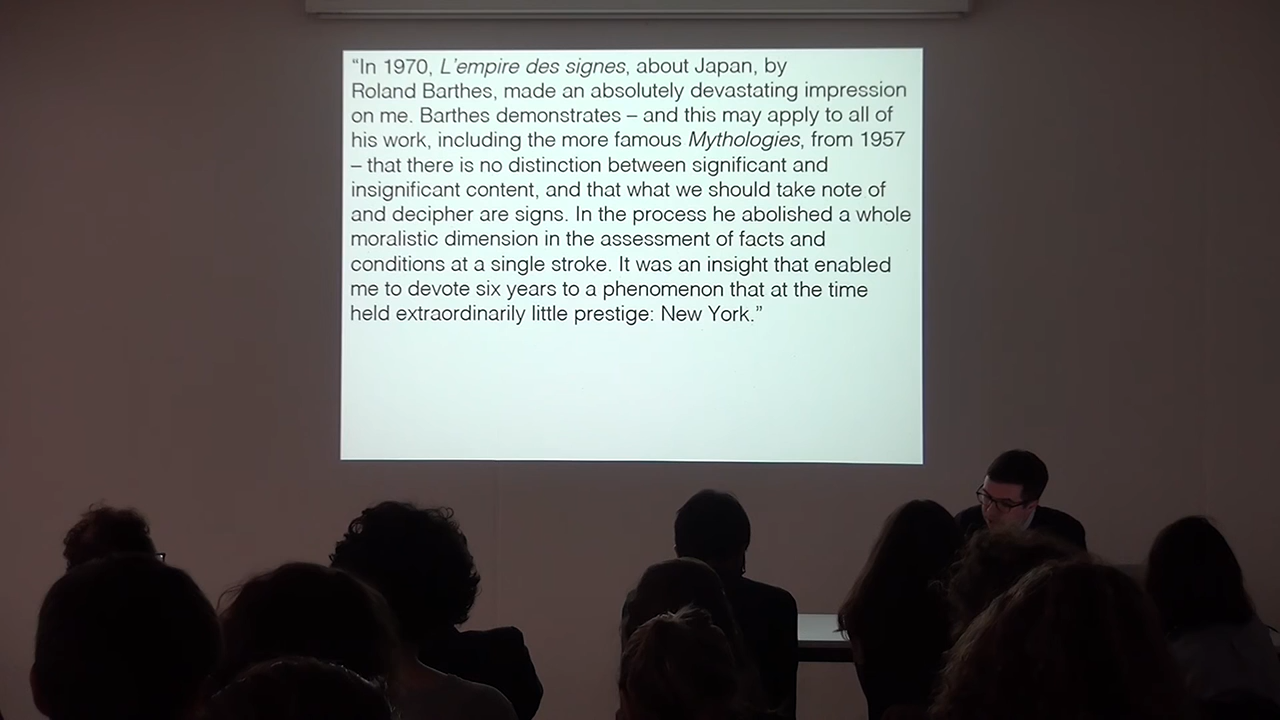 “In 1970, L’empire des signes, about Japan, by
Roland Barthes, made an absolutely devastating impression
on me. Barthes demonstrates – and this may apply to all of
his work, including the more famous Mythologies, from 1957
– that there is no distinction between significant and
insignificant content, and that what we should take note of
and decipher are signs. In the process he abolished a whole
moralistic dimension in the assessment of facts and
conditions at a single stroke. It was an insight that enabled
me to devote six years to a phenomenon that at the time
held extraordinarily little prestige: New York.”